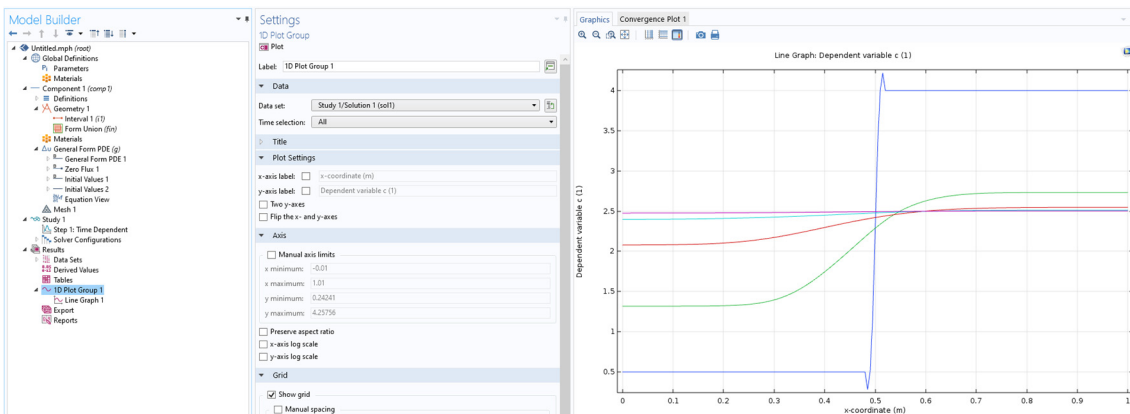 Model Builder
Untitled.mph (root)
Global Definitions
Pi Parameters
Materials
Component 1 (comp1)
Definitions
Geometry 1
Interval 1 (i1)
Form Union (fin)
Materials
Δu General Form PDE (g)
General Form PDE 1
Zero Flux 1
Initial Values 1
Initial Values 2
Equation View
Mesh 1
Study 1
Step 1: Time Dependent
Solver Configurations
Results
Data Sets
Derived Values
Tables
1D Plot Group 1
Line Graph 1
Export
Reports
Settings
1D Plot Group
Plot
Label: 1D Plot Group 1
Data
Data set: Study 1/Solution 1 (sol1)
Time selection: All
Title
Plot Settings
x-axis label: x-coordinate (m)
y-axis label: Dependent variable c (1)
Two y-axes
Flip the x- and y-axes
Axis
Manual axis limits
x minimum: -0.01
x maximum: 1.01
y minimum: 0.24241
y maximum: 4.25756
Preserve aspect ratio
x-axis log scale
y-axis log scale
Grid
Show grid
Manual spacing
Graphics Convergence Plot 1
Line Graph: Dependent variable c (1)
Dependent variable c (1)
4
3.5
3
2.5
2
1.5
1
0.5
0 0.1 0.2 0.3 0.4 0.5 0.6 0.7 0.8 0.9 1
x-coordinate (m)